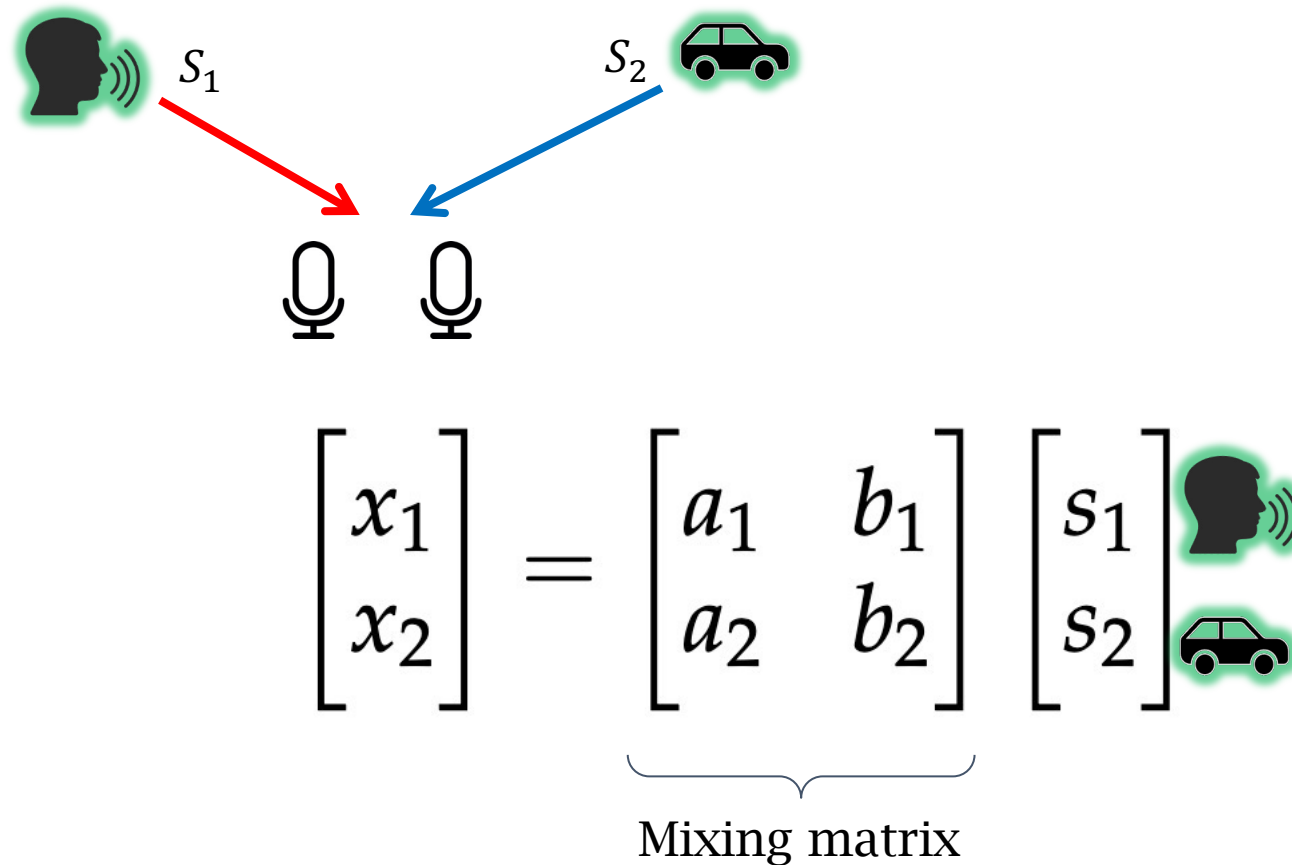 S₁
S₂
[x₁ x₂] = [a₁ b₁ a₂ b₂] [s₁ s₂]
Mixing matrix